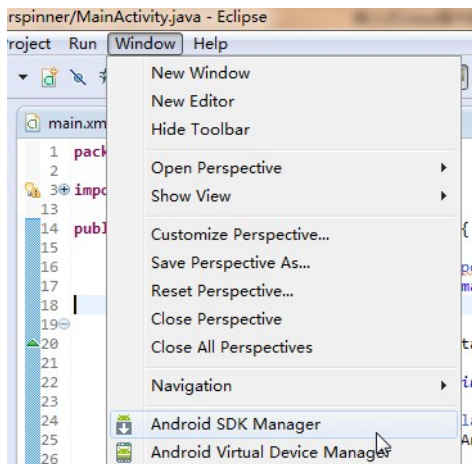 rspinner/MainActivity.java - Eclipse
Project Run Window Help
New Window
New Editor
Hide Toolbar
main.xm
1 pack
2
3 impo
13
14 publ {
15
16
17
18
19
20
21
22
23
24
25
26
Open Perspective
Show View
Customize Perspective...
Save Perspective As...
Reset Perspective...
Close Perspective
Close All Perspectives
Navigation
Android SDK Manager
Android Virtual Device Manager